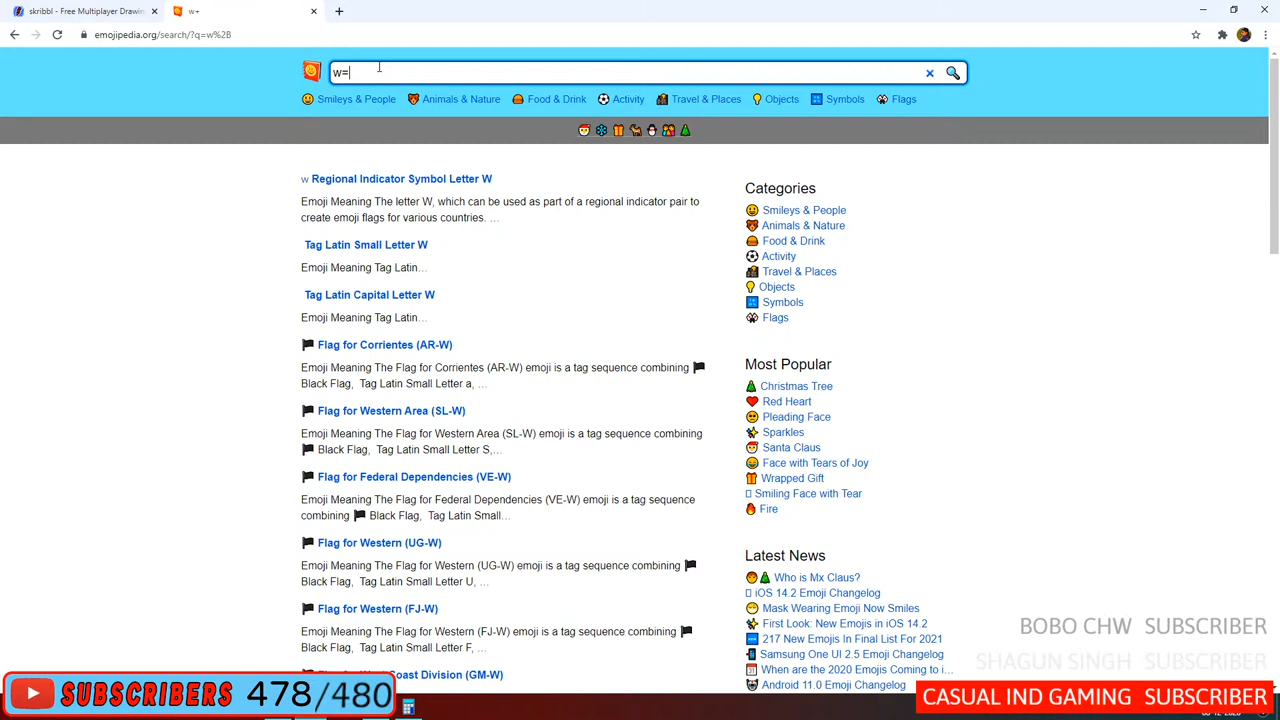 skribbl - Free Multiplayer Drawin
w+
emojipedia.org/search/?q=w%2B
w=
Smileys & People
Animals & Nature
Food & Drink
Activity
Travel & Places
Objects
Symbols
Flags
w Regional Indicator Symbol Letter W
Emoji Meaning The letter W, which can be used as part of a regional indicator pair to
create emoji flags for various countries. …
Tag Latin Small Letter W
Emoji Meaning Tag Latin…
Tag Latin Capital Letter W
Emoji Meaning Tag Latin…
Flag for Corrientes (AR-W)
Emoji Meaning The Flag for Corrientes (AR-W) emoji is a tag sequence combining
Black Flag, Tag Latin Small Letter a, …
Flag for Western Area (SL-W)
Emoji Meaning The Flag for Western Area (SL-W) emoji is a tag sequence combining
Black Flag, Tag Latin Small Letter S,…
Flag for Federal Dependencies (VE-W)
Emoji Meaning The Flag for Federal Dependencies (VE-W) emoji is a tag sequence
combining Black Flag, Tag Latin Small…
Flag for Western (UG-W)
Emoji Meaning The Flag for Western (UG-W) emoji is a tag sequence combining
Black Flag, Tag Latin Small Letter U, …
Flag for Western (FJ-W)
Emoji Meaning The Flag for Western (FJ-W) emoji is a tag sequence combining
Black Flag, Tag Latin Small Letter F, …
Coast Division (GM-W)
Categories
Smileys & People
Animals & Nature
Food & Drink
Activity
Travel & Places
Objects
Symbols
Flags
Most Popular
Christmas Tree
Red Heart
Pleading Face
Sparkles
Santa Claus
Face with Tears of Joy
Wrapped Gift
Smiling Face with Tear
Fire
Latest News
Who is Mx Claus?
iOS 14.2 Emoji Changelog
Mask Wearing Emoji Now Smiles
First Look: New Emojis in iOS 14.2
217 New Emojis In Final List For 2021
Samsung One UI 2.5 Emoji Changelog
When are the 2020 Emojis Coming to i…
Android 11.0 Emoji Changelog
BOBO CHW SUBSCRIBER
SHAGUN SINGH SUBSCRIBER
CASUAL IND GAMING SUBSCRIBER
SUBSCRIBERS 478/480